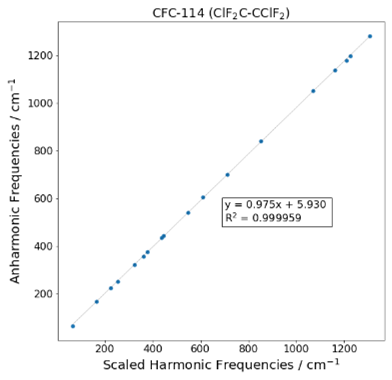 CFC-114 (ClF₂C-CClF₂)
Anharmonic Frequencies / cm⁻¹
1200
1000
800
600
400
200
y = 0.975x + 5.930
R² = 0.999959
200 400 600 800 1000 1200
Scaled Harmonic Frequencies / cm⁻¹